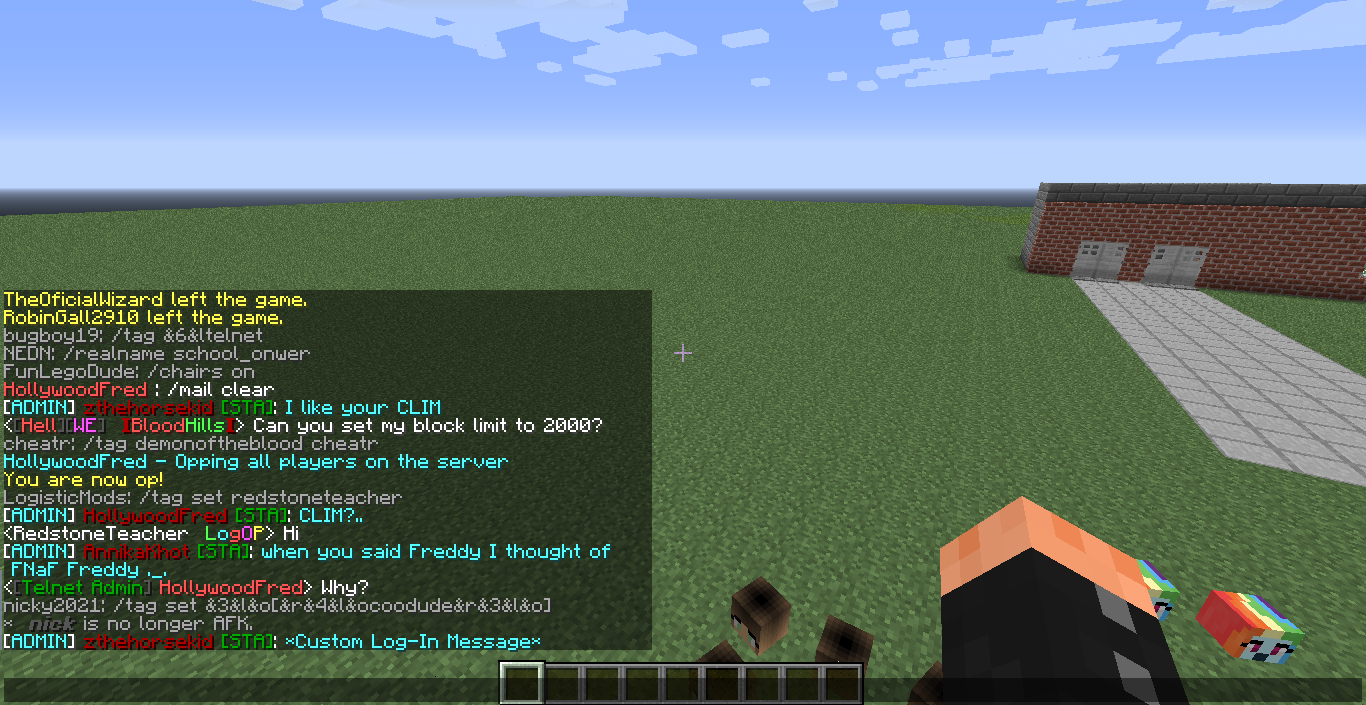 TheOficialWizard left the game.
RobinGall2910 left the game.
bugboy19: /tag &6&ltelnet
NEDN: /realname school_onwer
FunLegoDude: /chairs on
HollywoodFred : /mail clear
[ADMIN] zthehorsekid [STA]: I like your CLIM
<[Hell][WE] IBloodHillsI> Can you set my block limit to 2000?
cheatr: /tag demonoftheblood cheatr
HollywoodFred - Opping all players on the server
You are now op!
LogisticMods: /tag set redstoneteacher
[ADMIN] HollywoodFred [STA]: CLIM?..
<RedstoneTeacher LogOP> Hi
[ADMIN] AnnikaKhot [STA]: when you said Freddy I thought of
FNaF Freddy ._.
<[Telnet Admin] HollywoodFred> Why?
nicky2021: /tag set &3&l&o[&r&4&l&ocoodude&r&3&l&o]
* nick is no longer AFK.
[ADMIN] zthehorsekid [STA]: *Custom Log-In Message*